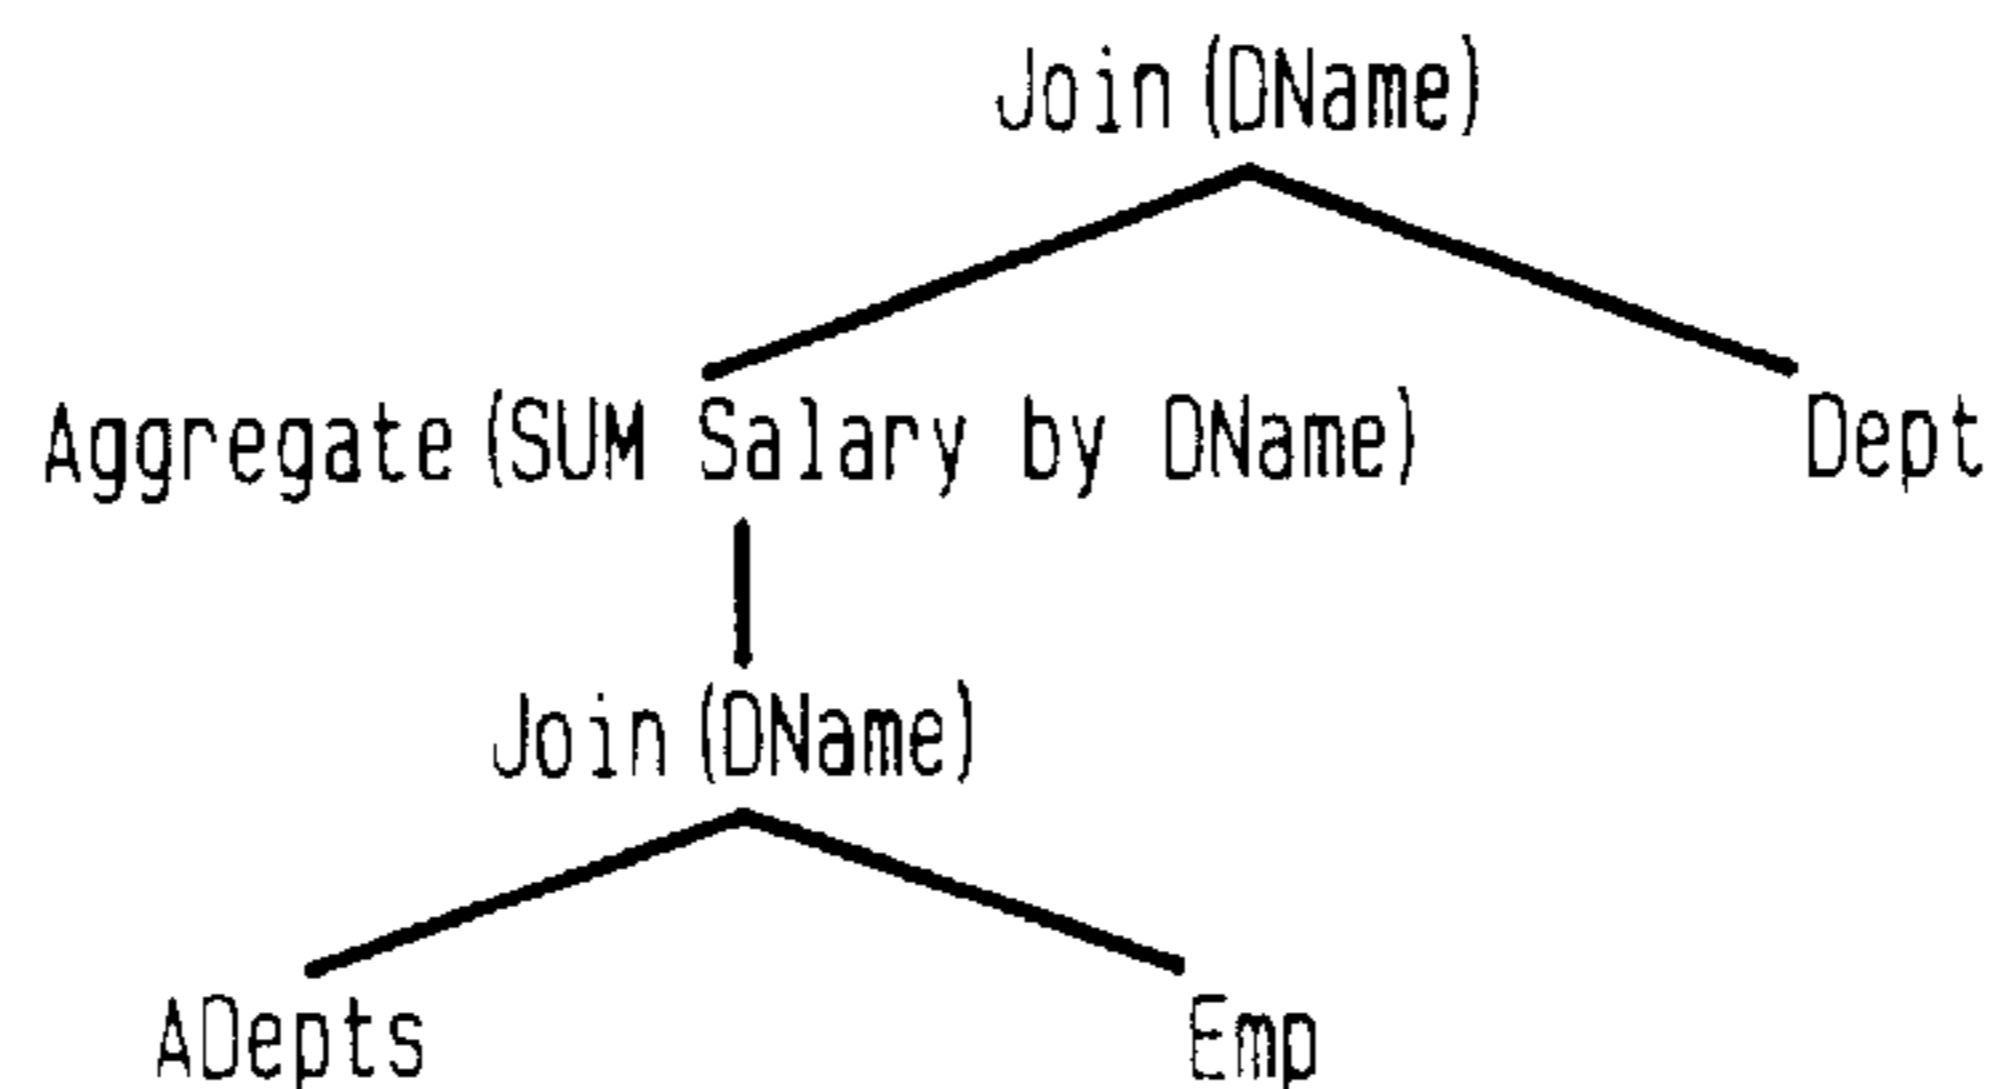 Join (DName)
Aggregate (SUM Salary by DName) Dept
Join (DName)
ADepts Emp